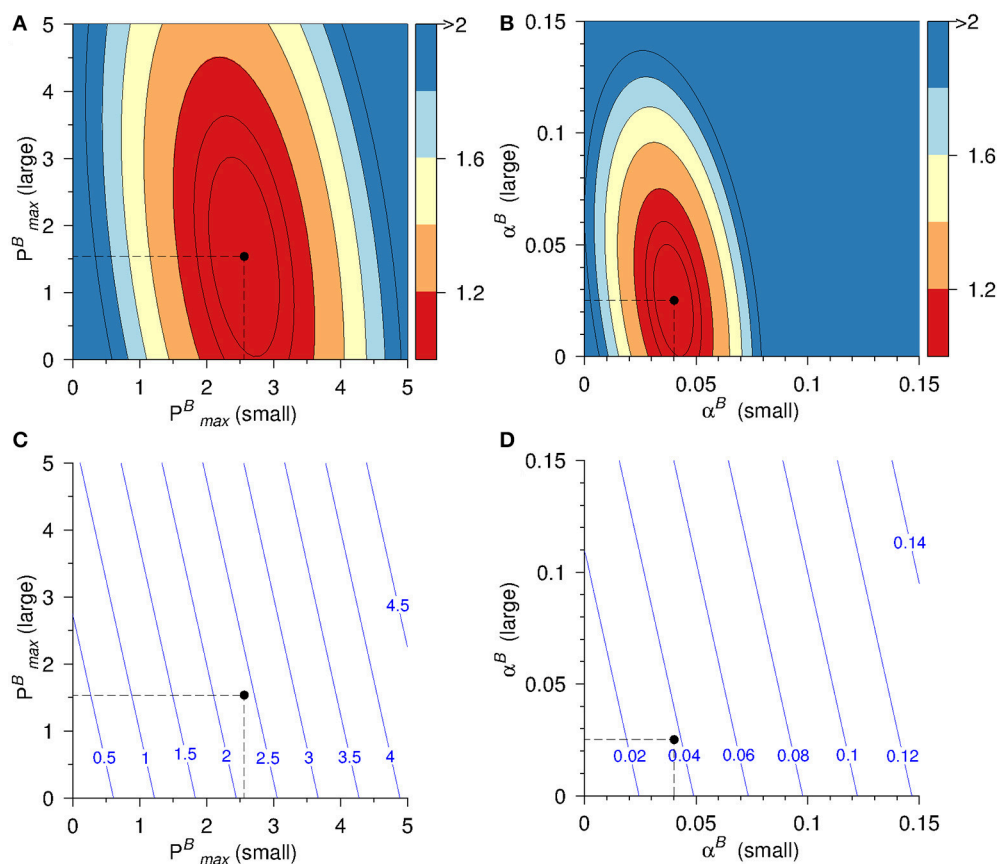 A
5
4
3
2
1
0
P^B_max (large)
0 1 2 3 4 5
P^B_max (small)
>2
1.6
1.2
B
0.15
0.1
0.05
0
α^B (large)
0 0.05 0.1 0.15
α^B (small)
>2
1.6
1.2
C
5
4
3
2
1
0
P^B_max (large)
4.5
0.5 1 1.5 2 2.5 3 3.5 4
0 1 2 3 4 5
P^B_max (small)
D
0.15
0.1
0.05
0
α^B (large)
0.14
0.02 0.04 0.06 0.08 0.1 0.12
0 0.05 0.1 0.15
α^B (small)